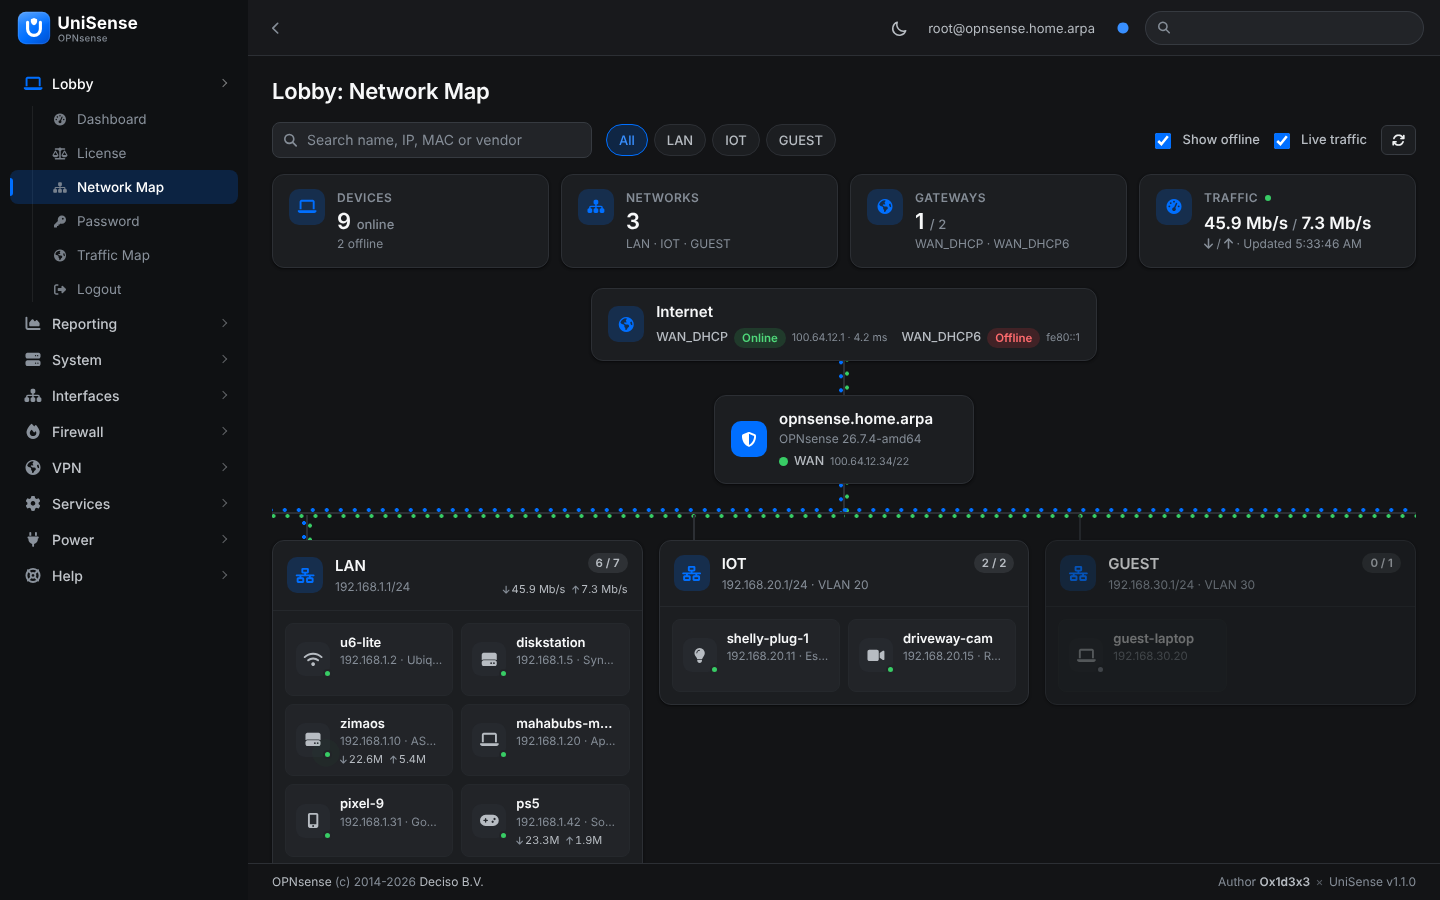 UniSense
OPNsense
root@opnsense.home.arpa
Lobby
Dashboard
License
Network Map
Password
Traffic Map
Logout
Reporting
System
Interfaces
Firewall
VPN
Services
Power
Help
Lobby: Network Map
Search name, IP, MAC or vendor
All
LAN
IOT
GUEST
Show offline
Live traffic
DEVICES
9 online
2 offline
NETWORKS
3
LAN · IOT · GUEST
GATEWAYS
1 / 2
WAN_DHCP · WAN_DHCP6
TRAFFIC
45.9 Mb/s / 7.3 Mb/s
↓ / ↑ · Updated 5:33:46 AM
Internet
WAN_DHCP Online 100.64.12.1 · 4.2 ms WAN_DHCP6 Offline fe80::1
opnsense.home.arpa
OPNsense 26.7.4-amd64
WAN 100.64.12.34/22
LAN
6 / 7
192.168.1.1/24
↓45.9 Mb/s ↑7.3 Mb/s
u6-lite
192.168.1.2 · Ubiq...
diskstation
192.168.1.5 · Syn...
zimaos
192.168.1.10 · AS...
↓22.6M ↑5.4M
mahabubs-m...
192.168.1.20 · Ap...
pixel-9
192.168.1.31 · Go...
ps5
192.168.1.42 · So...
↓23.3M ↑1.9M
IOT
2 / 2
192.168.20.1/24 · VLAN 20
shelly-plug-1
192.168.20.11 · Es...
driveway-cam
192.168.20.15 · R...
GUEST
0 / 1
192.168.30.1/24 · VLAN 30
guest-laptop
192.168.30.20
OPNsense (c) 2014-2026 Deciso B.V.
Author Ox1d3x3 × UniSense v1.1.0